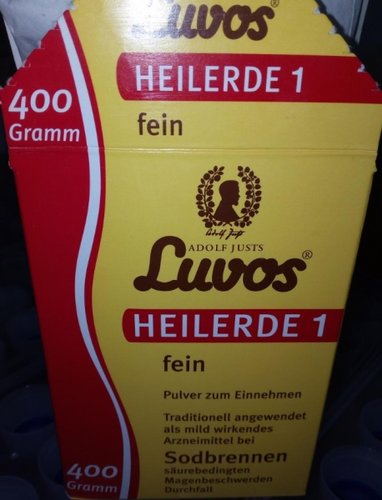 Luvos®
HEILERDE 1
400
Gramm
fein
Adolf Just
ADOLF JUSTS
Luvos®
HEILERDE 1
fein
Pulver zum Einnehmen
Traditionell angewendet
als mild wirkendes
Arzneimittel bei
Sodbrennen
säurebedingten
Magenbeschwerden
Durchfall
400
Gramm